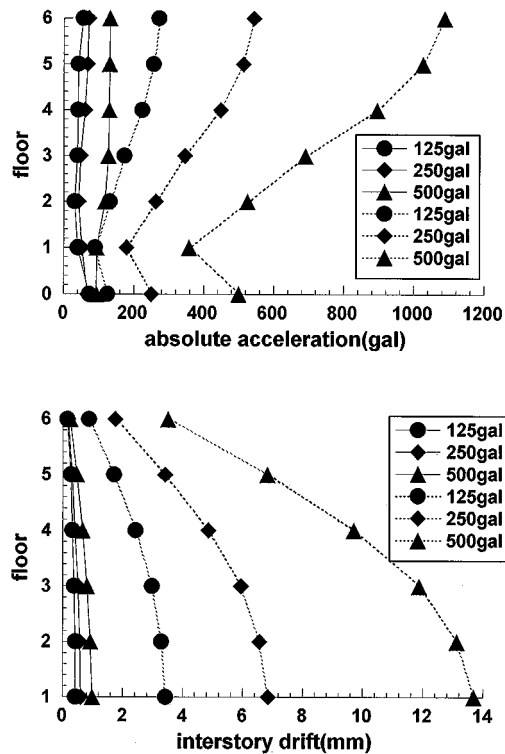 6
5
4
3
2
1
0
floor
125gal
250gal
500gal
125gal
250gal
500gal
0 200 400 600 800 1000 1200
absolute acceleration(gal)
6
5
4
3
2
1
floor
125gal
250gal
500gal
125gal
250gal
500gal
0 2 4 6 8 10 12 14
interstory drift(mm)